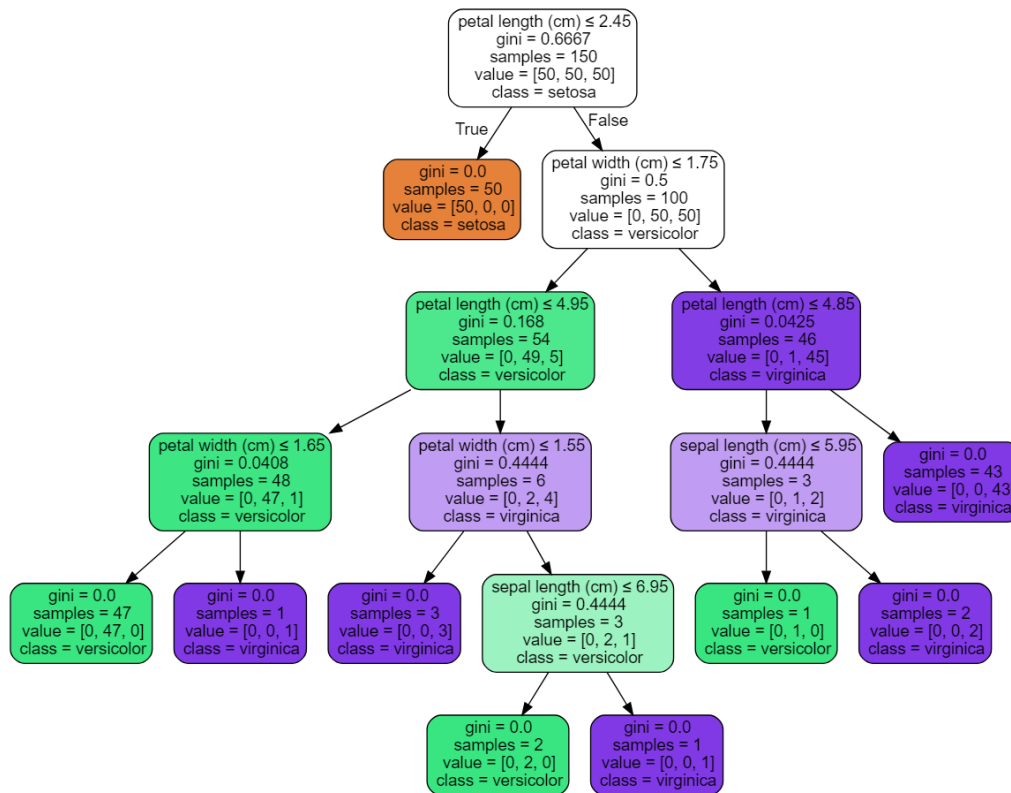 petal length (cm) ≤ 2.45
gini = 0.6667
samples = 150
value = [50, 50, 50]
class = setosa
True
False
gini = 0.0
samples = 50
value = [50, 0, 0]
class = setosa
petal width (cm) ≤ 1.75
gini = 0.5
samples = 100
value = [0, 50, 50]
class = versicolor
petal length (cm) ≤ 4.95
gini = 0.168
samples = 54
value = [0, 49, 5]
class = versicolor
petal length (cm) ≤ 4.85
gini = 0.0425
samples = 46
value = [0, 1, 45]
class = virginica
petal width (cm) ≤ 1.65
gini = 0.0408
samples = 48
value = [0, 47, 1]
class = versicolor
petal width (cm) ≤ 1.55
gini = 0.4444
samples = 6
value = [0, 2, 4]
class = virginica
sepal length (cm) ≤ 5.95
gini = 0.4444
samples = 3
value = [0, 1, 2]
class = virginica
gini = 0.0
samples = 43
value = [0, 0, 43]
class = virginica
gini = 0.0
samples = 47
value = [0, 47, 0]
class = versicolor
gini = 0.0
samples = 1
value = [0, 0, 1]
class = virginica
gini = 0.0
samples = 3
value = [0, 0, 3]
class = virginica
sepal length (cm) ≤ 6.95
gini = 0.4444
samples = 3
value = [0, 2, 1]
class = versicolor
gini = 0.0
samples = 1
value = [0, 1, 0]
class = versicolor
gini = 0.0
samples = 2
value = [0, 0, 2]
class = virginica
gini = 0.0
samples = 2
value = [0, 2, 0]
class = versicolor
gini = 0.0
samples = 1
value = [0, 0, 1]
class = virginica